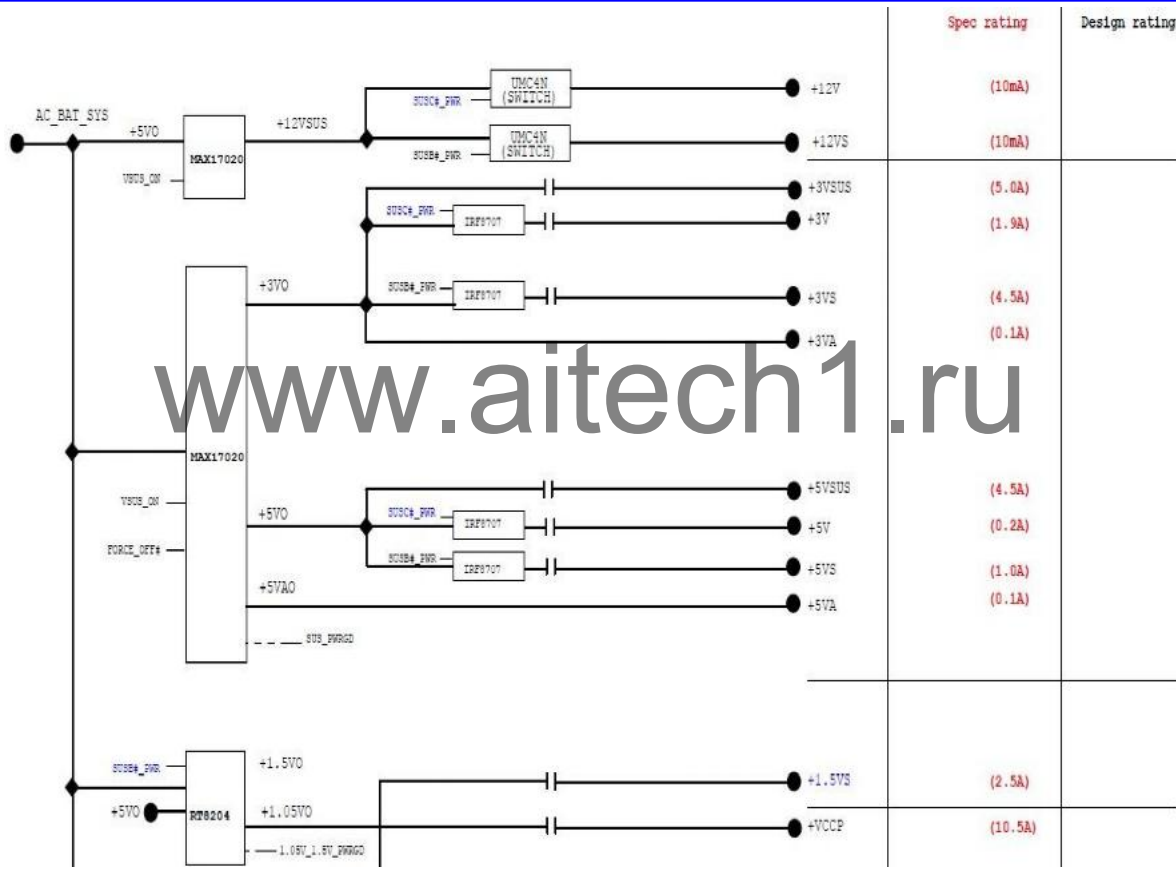 Spec rating Design rating
UMC4N
(SWITCH)
SUSC#_PWR
+12V (10mA)
AC_BAT_SYS +5VO +12VSUS
UMC4N
(SWITCH)
SUSB#_PWR
+12VS (10mA)
MAX17020
VSUS_ON
+3VSUS (5.0A)
SUSC#_PWR IRF8707 +3V (1.9A)
+3VO SUSB#_PWR IRF8707 +3VS (4.5A)
+3VA (0.1A)
www.aitech1.ru
MAX17020
+5VSUS (4.5A)
VSUS_ON
+5VO SUSC#_PWR IRF8707 +5V (0.2A)
FORCE_OFF#
SUSB#_PWR IRF8707 +5VS (1.0A)
+5VAO +5VA (0.1A)
SUS_PWRGD
SUSB#_PWR +1.5VO +1.5VS (2.5A)
+5VO RT8204 +1.05VO +VCCP (10.5A)
1.05V_1.5V_PWRGD